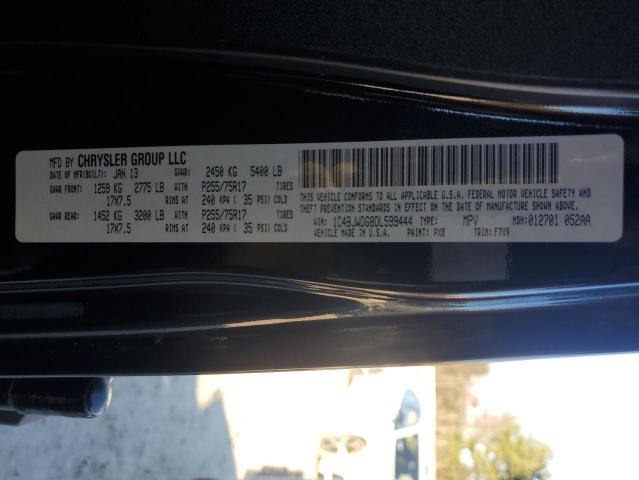 MFD BY CHRYSLER GROUP LLC
DATE OF MFR(BUILT): JAN 13 GVWR: 2450 KG 5400 LB
GAWR FRONT: 1259 KG 2775 LB WITH P255/75R17 TIRES
17X7.5 RIMS AT 240 KPA ( 35 PSI) COLD
GAWR REAR: 1452 KG 3200 LB WITH P255/75R17 TIRES
17X7.5 RIMS AT 240 KPA ( 35 PSI) COLD
THIS VEHICLE CONFORMS TO ALL APPLICABLE U.S.A. FEDERAL MOTOR VEHICLE SAFETY, BUMPER AND
THEFT PREVENTION STANDARDS IN EFFECT ON THE DATE OF MANUFACTURE SHOWN ABOVE.
VIN: 1C4BJWDG8DL599444 TYPE: MPV MDH:012701 052AA
VEHICLE MADE IN U.S.A. PAINT: PX8 TRIM: F7X9